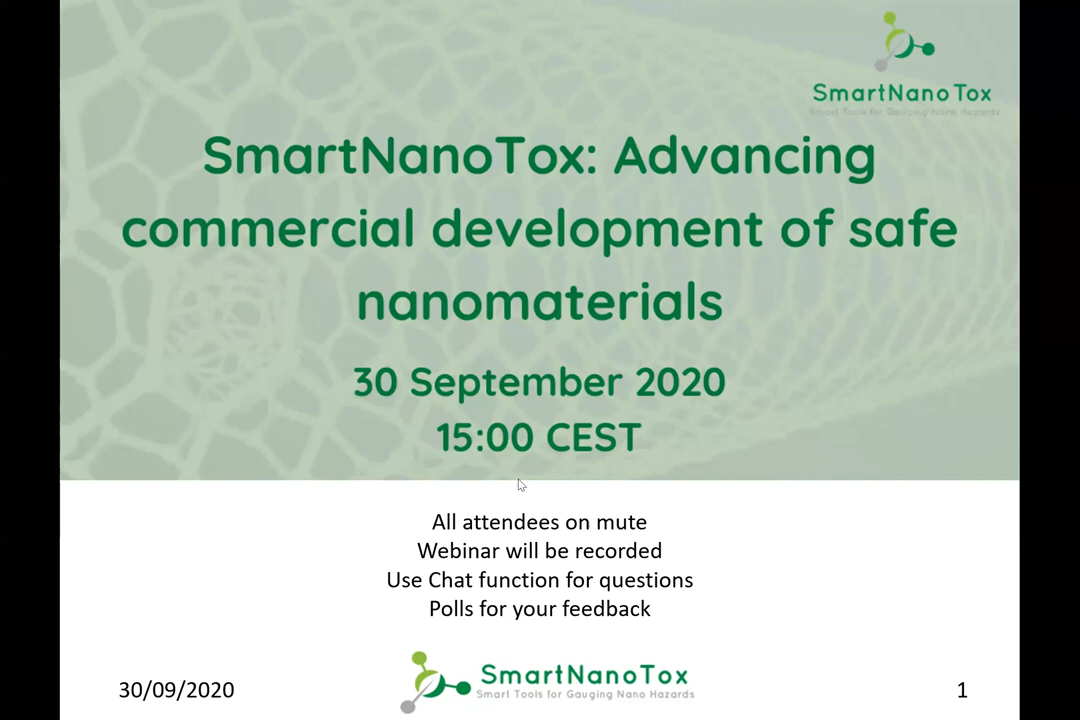 SmartNanoTox
Smart Tools for Gauging Nano Hazards
SmartNanoTox: Advancing
commercial development of safe
nanomaterials
30 September 2020
15:00 CEST
All attendees on mute
Webinar will be recorded
Use Chat function for questions
Polls for your feedback
30/09/2020
SmartNanoTox
Smart Tools for Gauging Nano Hazards
1